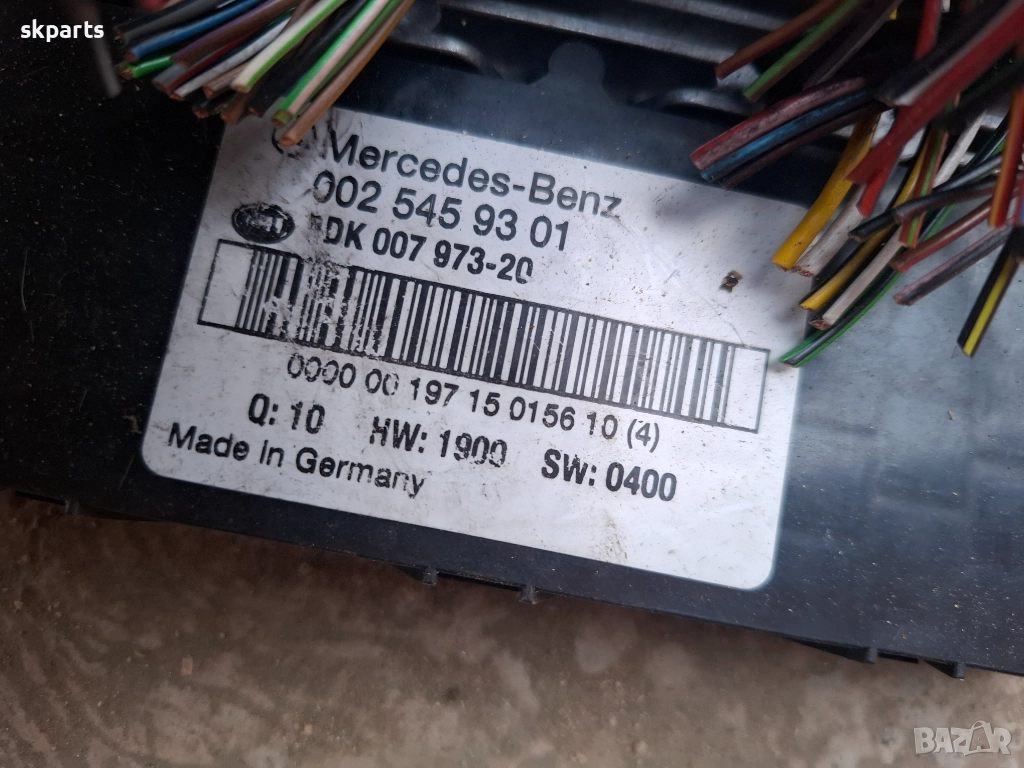 skparts
Mercedes-Benz
002 545 93 01
DK 007 973-20
0000 00 197 15 0156 10 (4)
Q: 10 HW: 1900 SW: 0400
Made in Germany
BAZAR